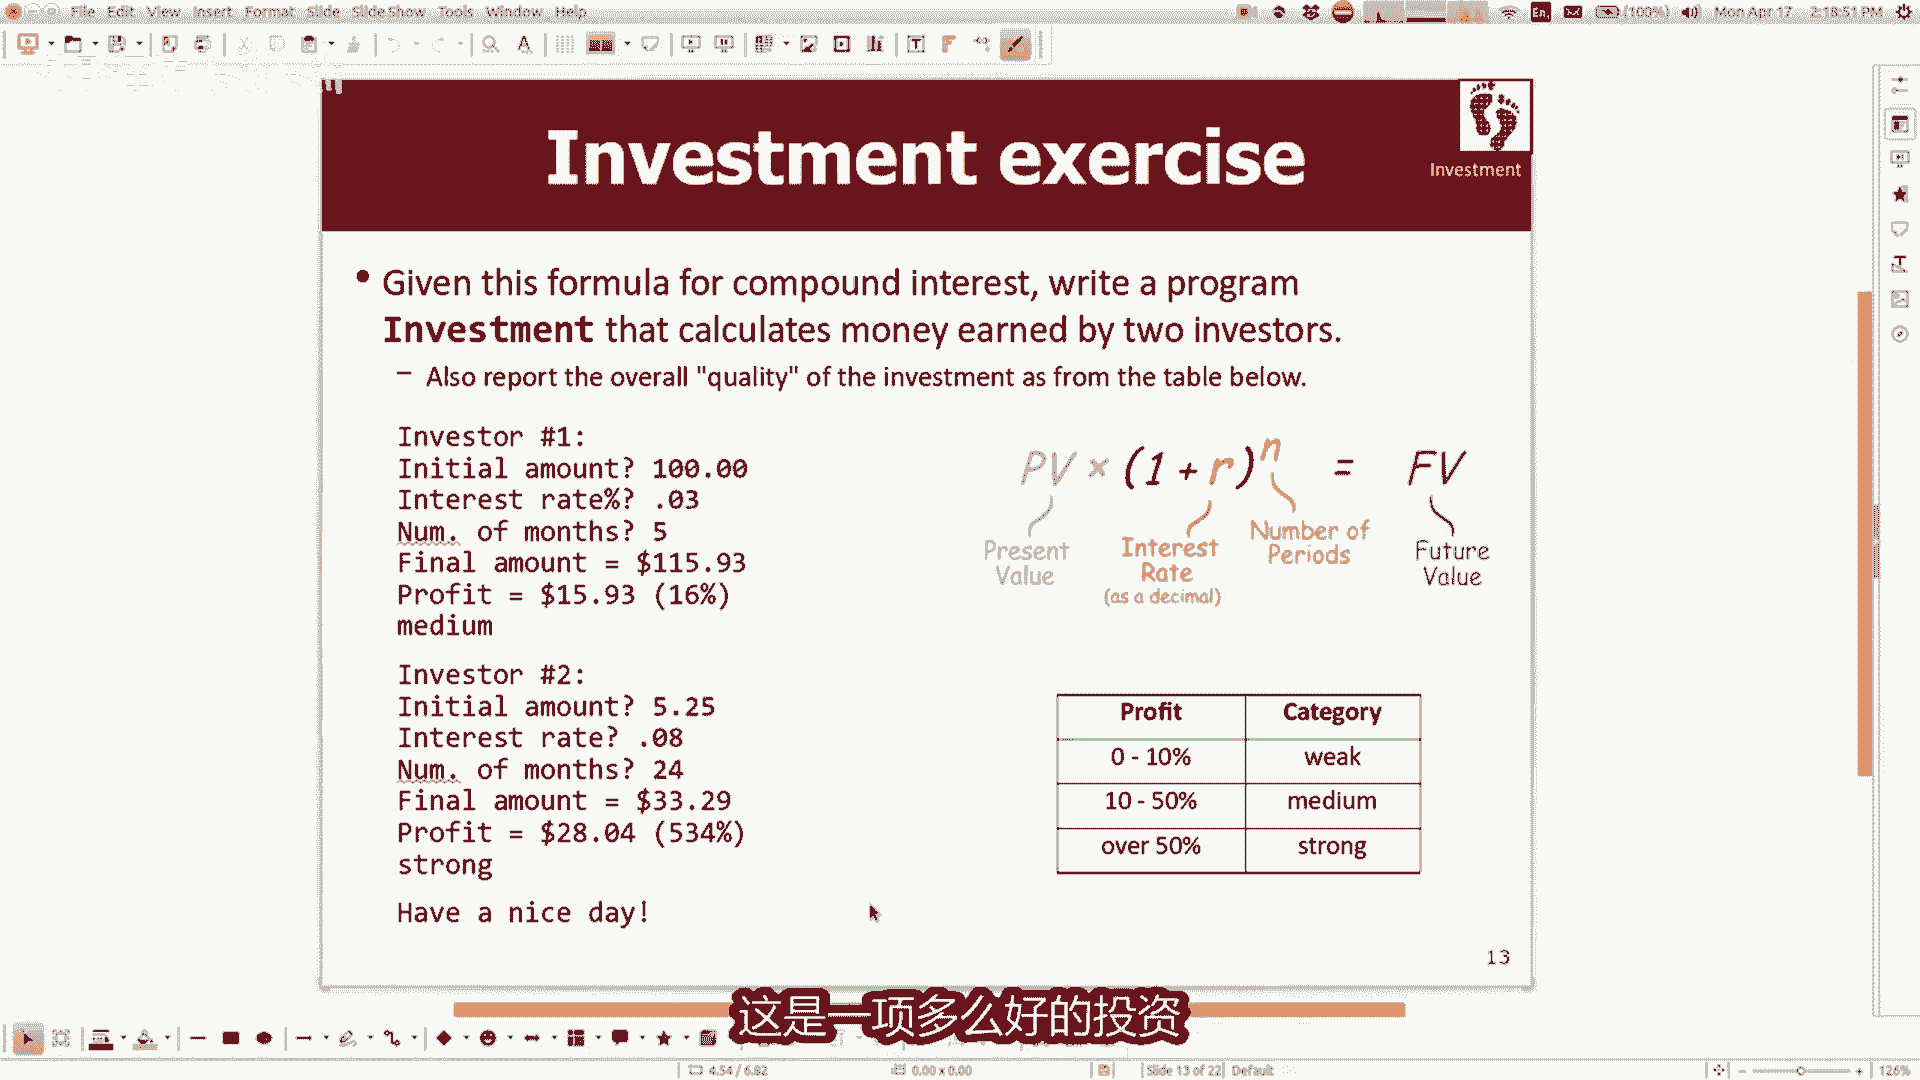 File Edit View Insert Format Slide Slide Show Tools Window Help
En (100%) Mon Apr 17 2:18:51 PM
Investment exercise
Investment
• Given this formula for compound interest, write a program
Investment that calculates money earned by two investors.
– Also report the overall "quality" of the investment as from the table below.
Investor #1:
Initial amount? 100.00
Interest rate%? .03
Num. of months? 5
Final amount = $115.93
Profit = $15.93 (16%)
medium
Investor #2:
Initial amount? 5.25
Interest rate? .08
Num. of months? 24
Final amount = $33.29
Profit = $28.04 (534%)
strong
Have a nice day!
PV × (1 + r)^n = FV
Present
Value
Interest
Rate
(as a decimal)
Number of
Periods
Future
Value
Profit Category
0 - 10% weak
10 - 50% medium
over 50% strong
13
这是一项多么好的投资
4.54 / 6.82 0.00 x 0.00 Slide 13 of 22 Default 126%